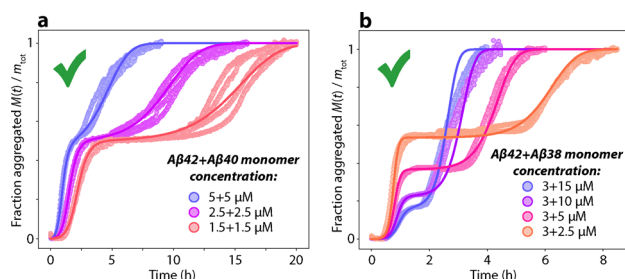 a
Fraction aggregated M(t) / mtot
1
0
0
5
10
15
20
Time (h)
Aβ42+Aβ40 monomer
concentration:
5+5 μM
2.5+2.5 μM
1.5+1.5 μM
b
Fraction aggregated M(t) / mtot
1
0
0
2
4
6
8
Time (h)
Aβ42+Aβ38 monomer
concentration:
3+15 μM
3+10 μM
3+5 μM
3+2.5 μM